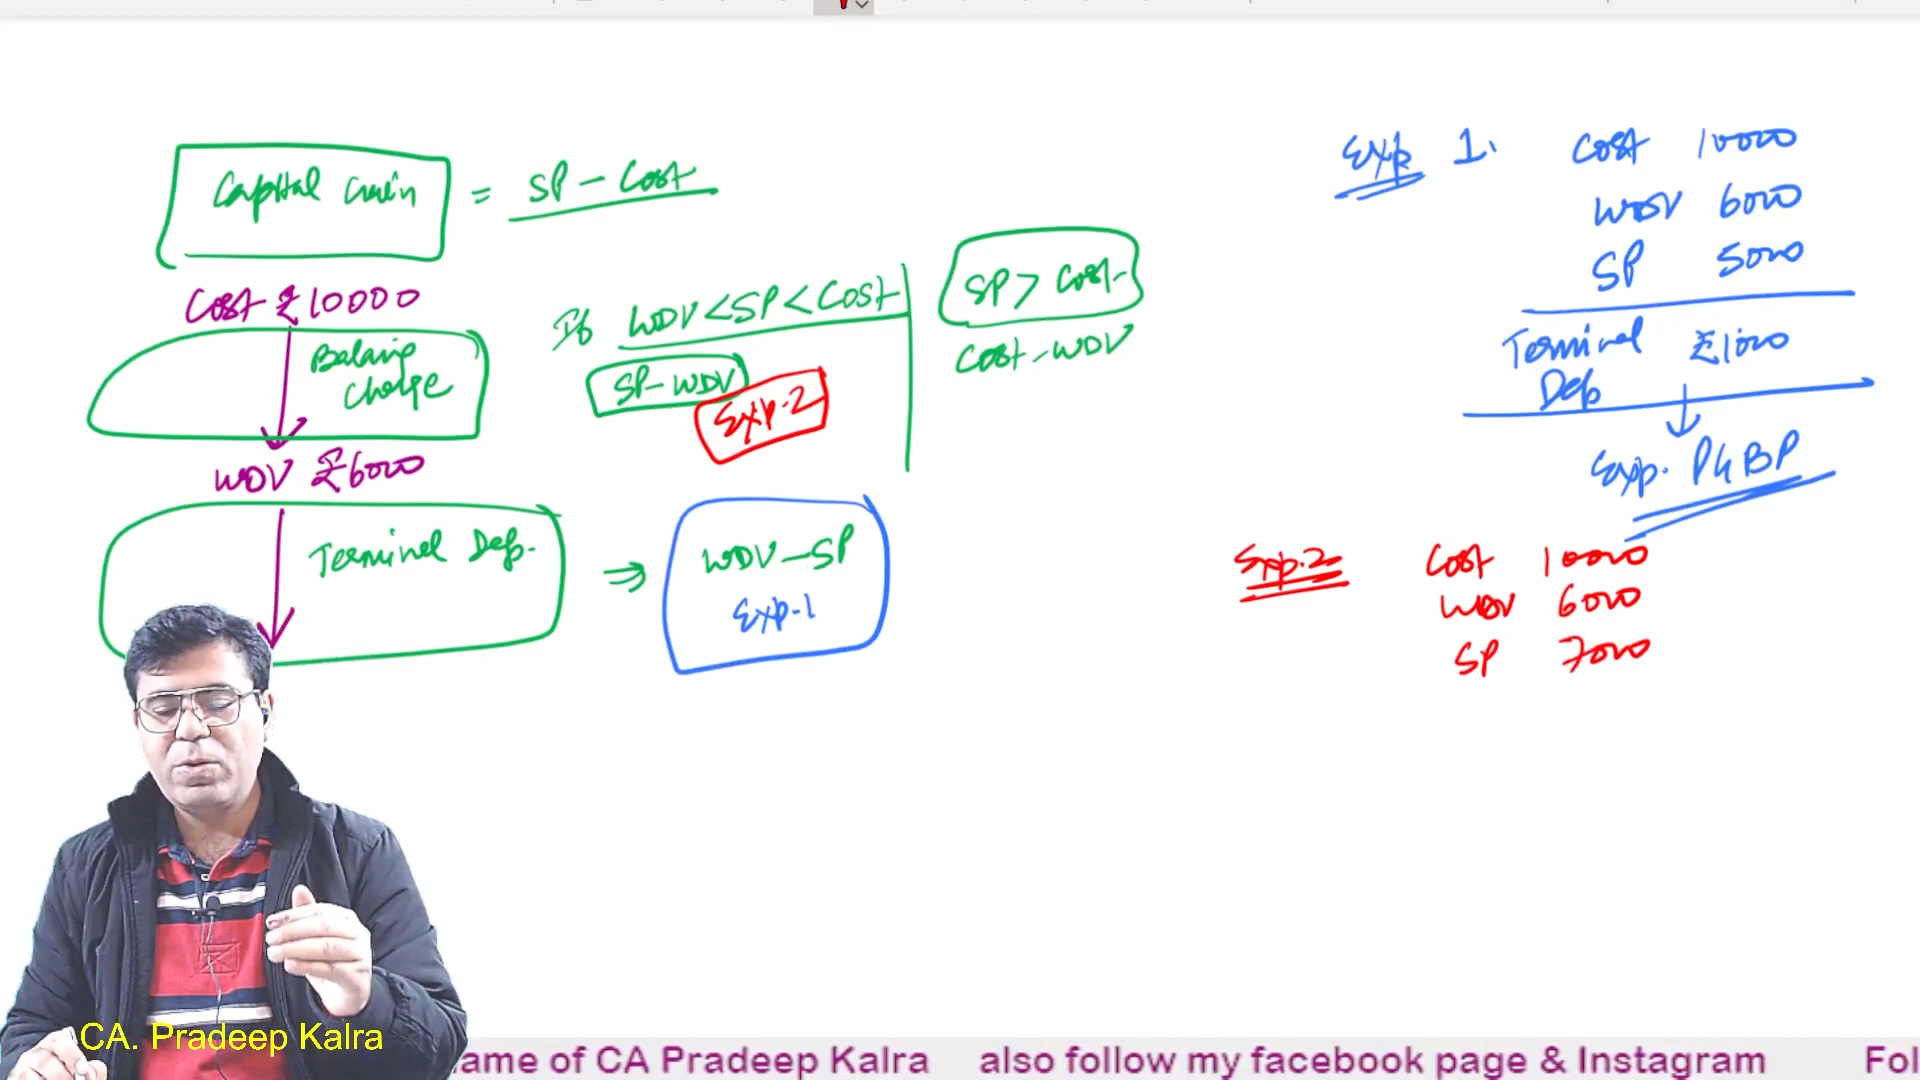 Capital Gain = SP - Cost
Cost ₹10000
Balancing
Charge
If WDV < SP < Cost
SP - WDV
Exp-2
SP > Cost
Cost - WDV
WDV ₹6000
Terminal Dep. ⇒ WDV - SP
Exp-1
Exp 1. Cost 10000
WDV 6000
SP 5000
Terminal ₹1000
Dep
Exp. PGBP
Exp.2 Cost 10000
WDV 6000
SP 7000
CA. Pradeep Kalra
ame of CA Pradeep Kalra also follow my facebook page & Instagram Fol